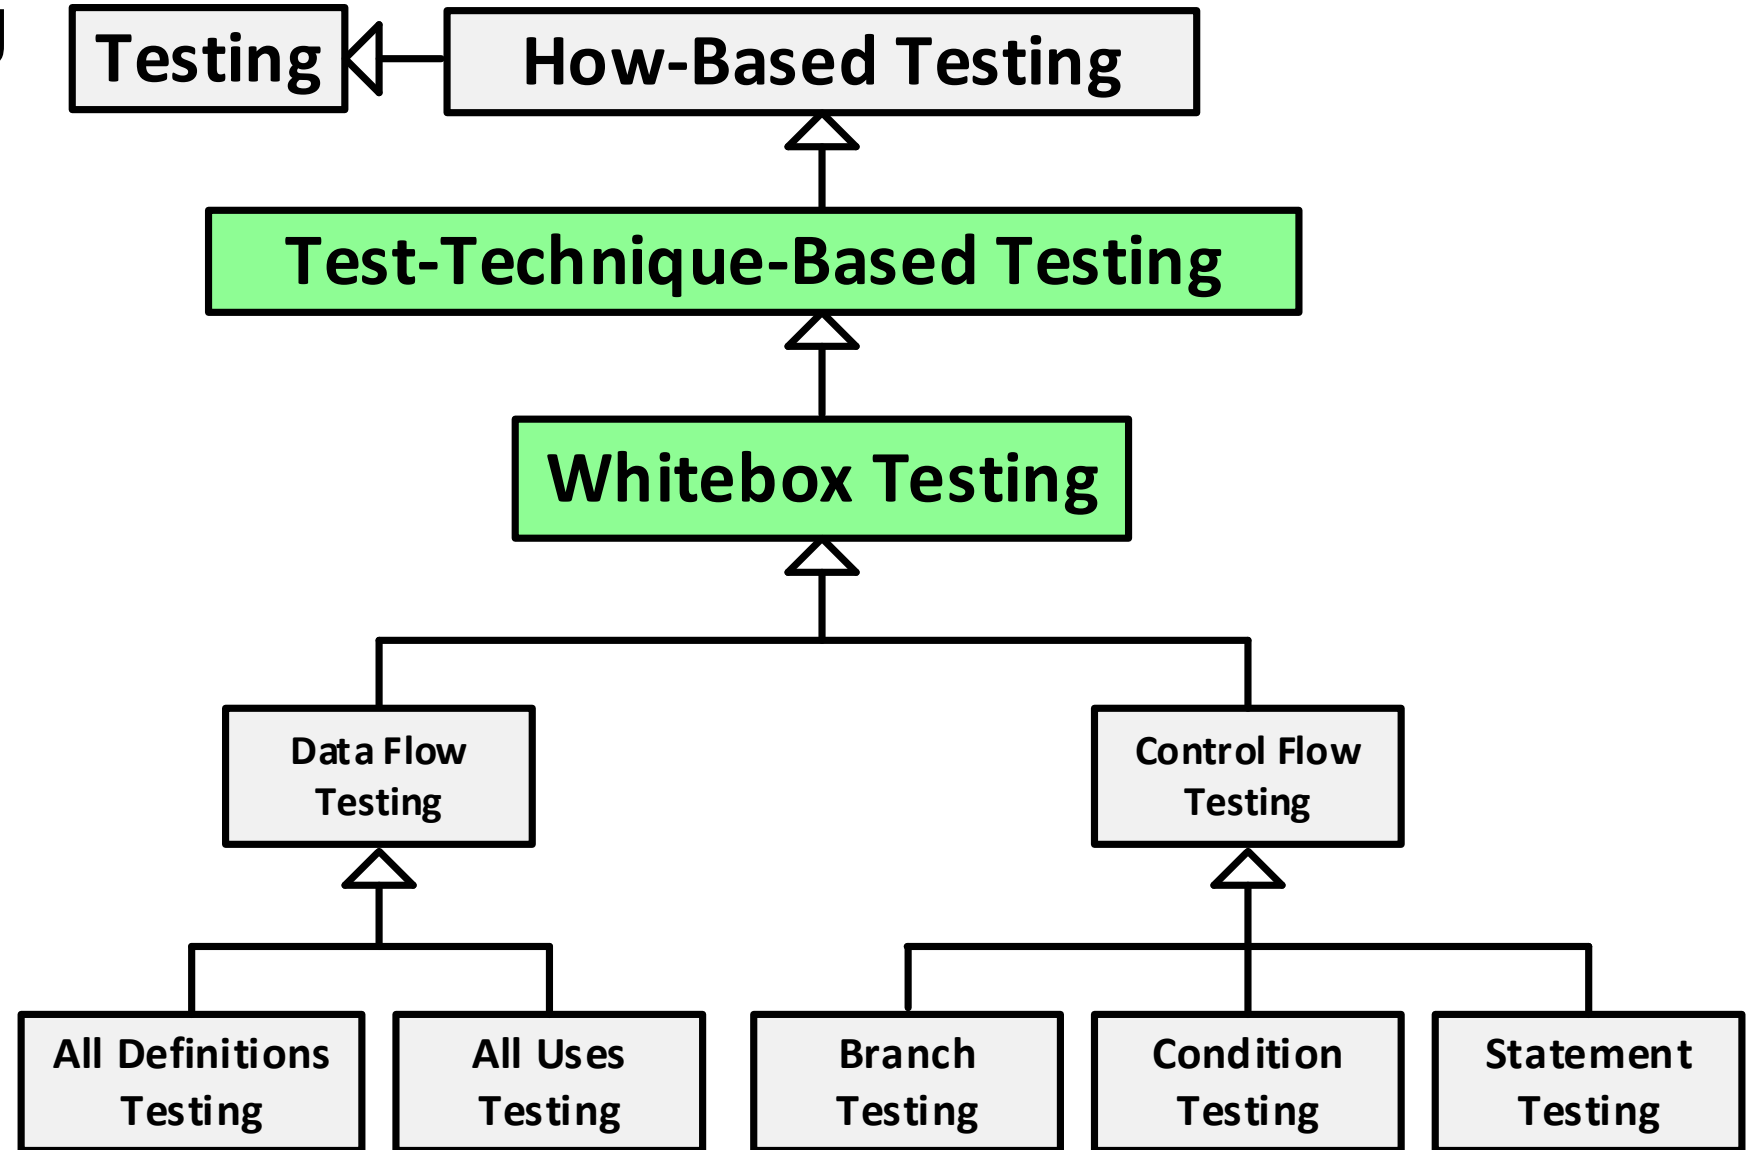 Testing
How-Based Testing
Test-Technique-Based Testing
Whitebox Testing
Data Flow
Testing
Control Flow
Testing
All Definitions
Testing
All Uses
Testing
Branch
Testing
Condition
Testing
Statement
Testing